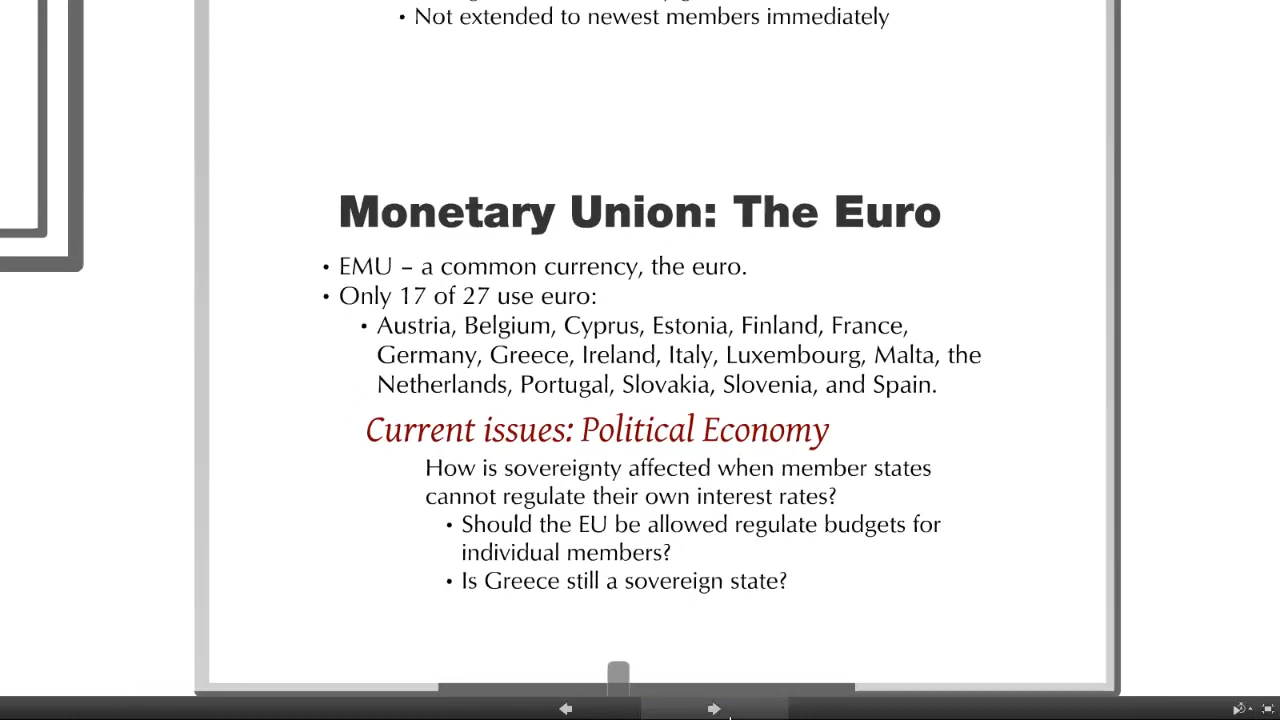 • Not extended to newest members immediately
Monetary Union: The Euro
• EMU – a common currency, the euro.
• Only 17 of 27 use euro:
• Austria, Belgium, Cyprus, Estonia, Finland, France,
Germany, Greece, Ireland, Italy, Luxembourg, Malta, the
Netherlands, Portugal, Slovakia, Slovenia, and Spain.
Current issues: Political Economy
How is sovereignty affected when member states
cannot regulate their own interest rates?
• Should the EU be allowed regulate budgets for
individual members?
• Is Greece still a sovereign state?